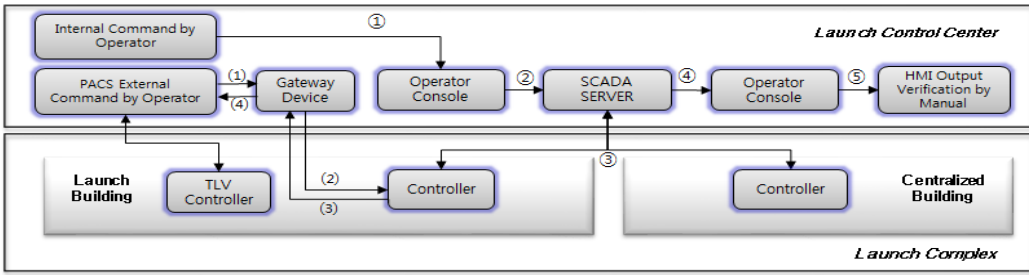 ①
Internal Command by
Operator
Launch Control Center
PACS External
Command by Operator
(1)
(4)
Gateway
Device
Operator
Console
②
SCADA
SERVER
④
Operator
Console
⑤
HMI Output
Verification by
Manual
③
Launch
Building
TLV
Controller
(2)
(3)
Controller
Controller
Centralized
Building
Launch Complex